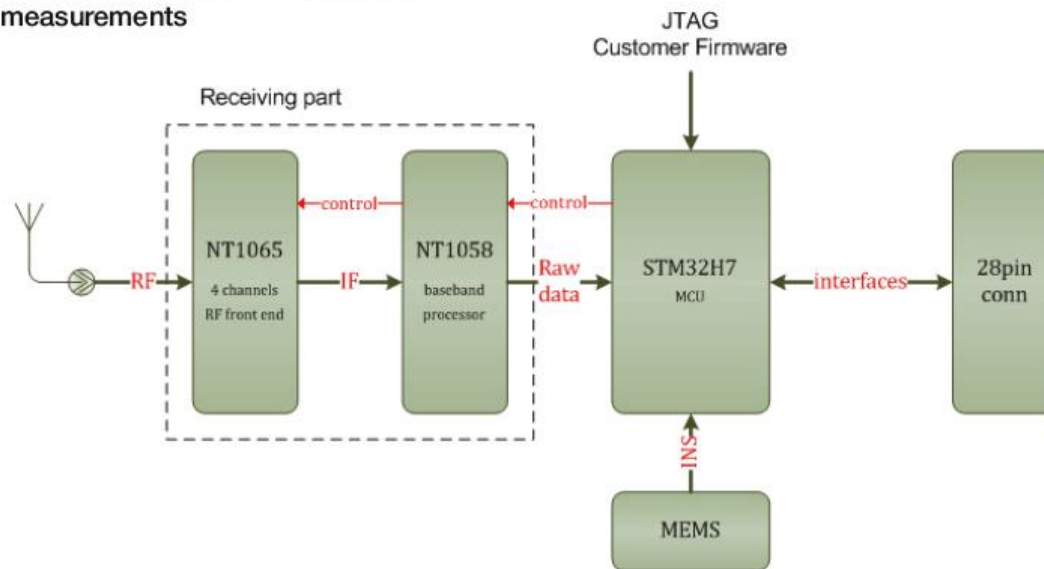 measurements
JTAG
Customer Firmware
Receiving part
control
control
NT1065
4 channels
RF front end
NT1058
baseband
processor
STM32H7
MCU
28pin
conn
RF
IF
Raw
data
interfaces
INS
MEMS